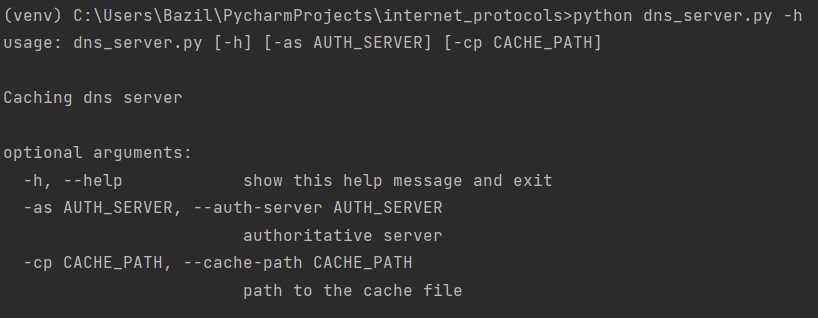 (venv) C:\Users\Bazil\PycharmProjects\internet_protocols>python dns_server.py -h
usage: dns_server.py [-h] [-as AUTH_SERVER] [-cp CACHE_PATH]
Caching dns server
optional arguments:
-h, --help            show this help message and exit
-as AUTH_SERVER, --auth-server AUTH_SERVER
authoritative server
-cp CACHE_PATH, --cache-path CACHE_PATH
path to the cache file